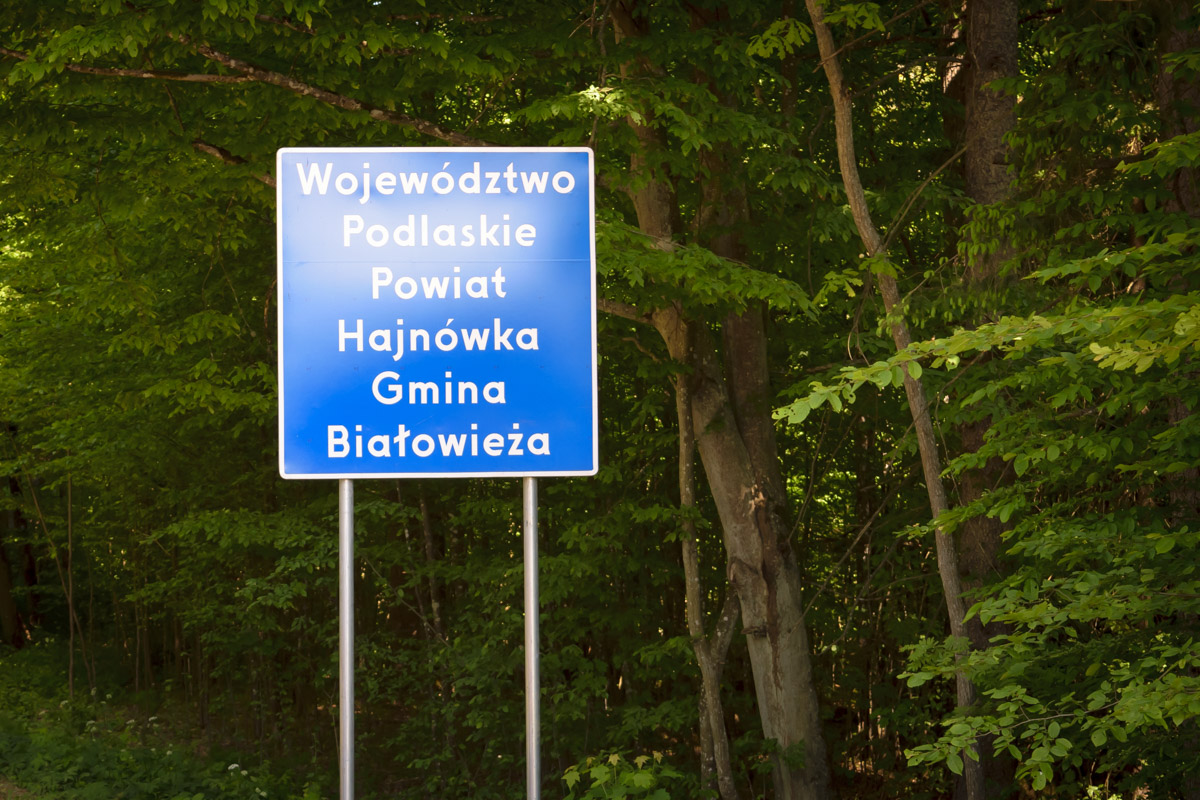 Województwo
Podlaskie
Powiat
Hajnówka
Gmina
Białowieża